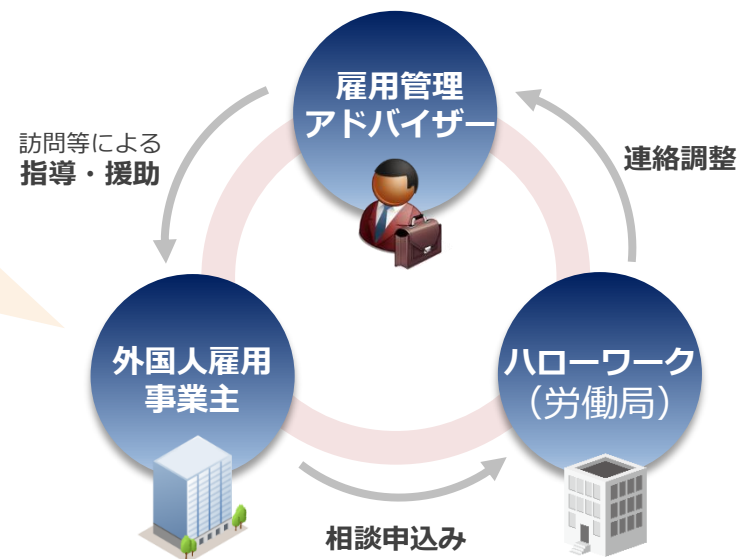 雇用管理
アドバイザー
訪問等による
指導・援助
連絡調整
外国人雇用
事業主
ハローワーク
（労働局）
相談申込み